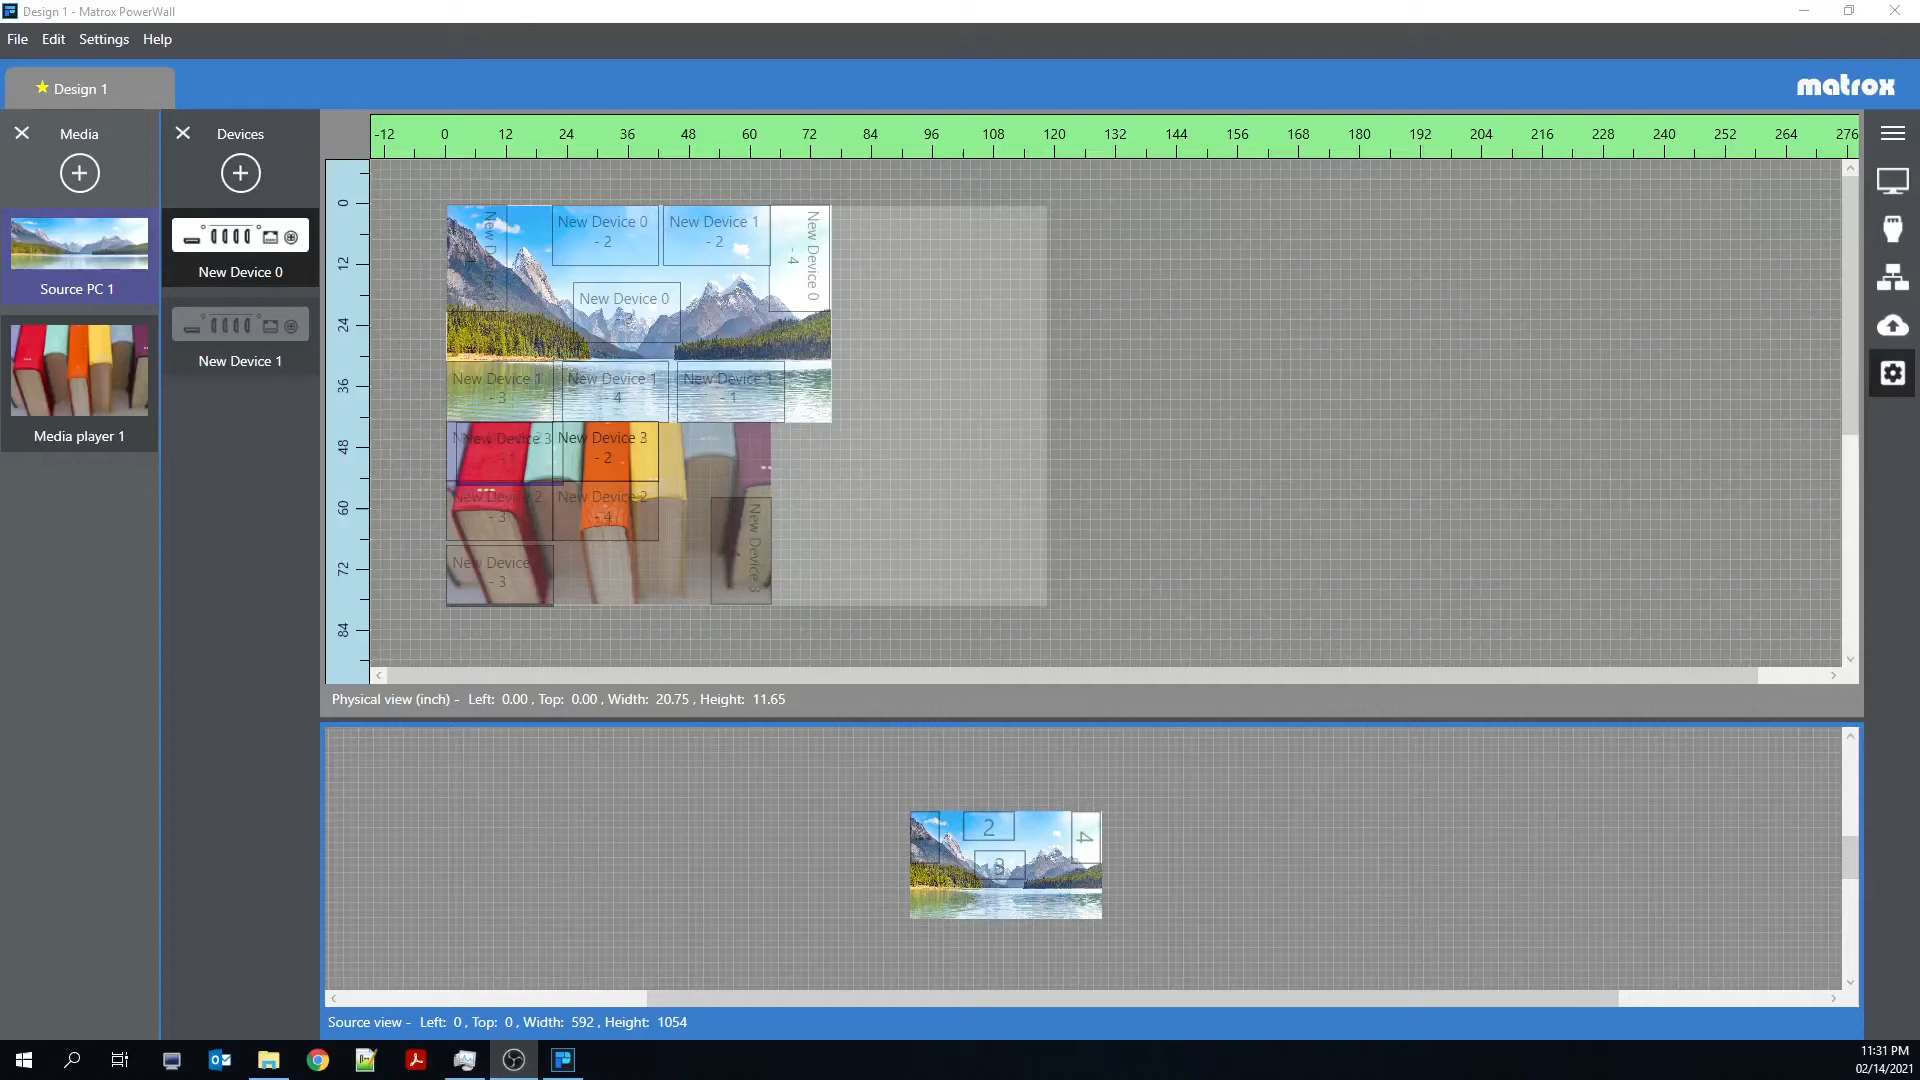 Design 1 - Matrox PowerWall
File Edit Settings Help
Design 1
matrox
Media
Devices
Source PC 1
Media player 1
New Device 0
New Device 1
-12 0 12 24 36 48 60 72 84 96 108 120 132 144 156 168 180 192 204 216 228 240 252 264 276
0
12
24
36
48
60
72
84
New Device 0
New Device 0
- 2
New Device 1
- 2
New Device 0
- 4
New Device 0
New Device 1
- 3
New Device 1
- 4
New Device 1
- 1
New Device 3
- 1
New Device 3
- 2
New Device 2
- 3
New Device 2
- 4
New Device
- 3
New Device 3
Physical view (inch) - Left: 0.00 , Top: 0.00 , Width: 20.75 , Height: 11.65
2
4
3
Source view - Left: 0 , Top: 0 , Width: 592 , Height: 1054
11:31 PM
02/14/2021